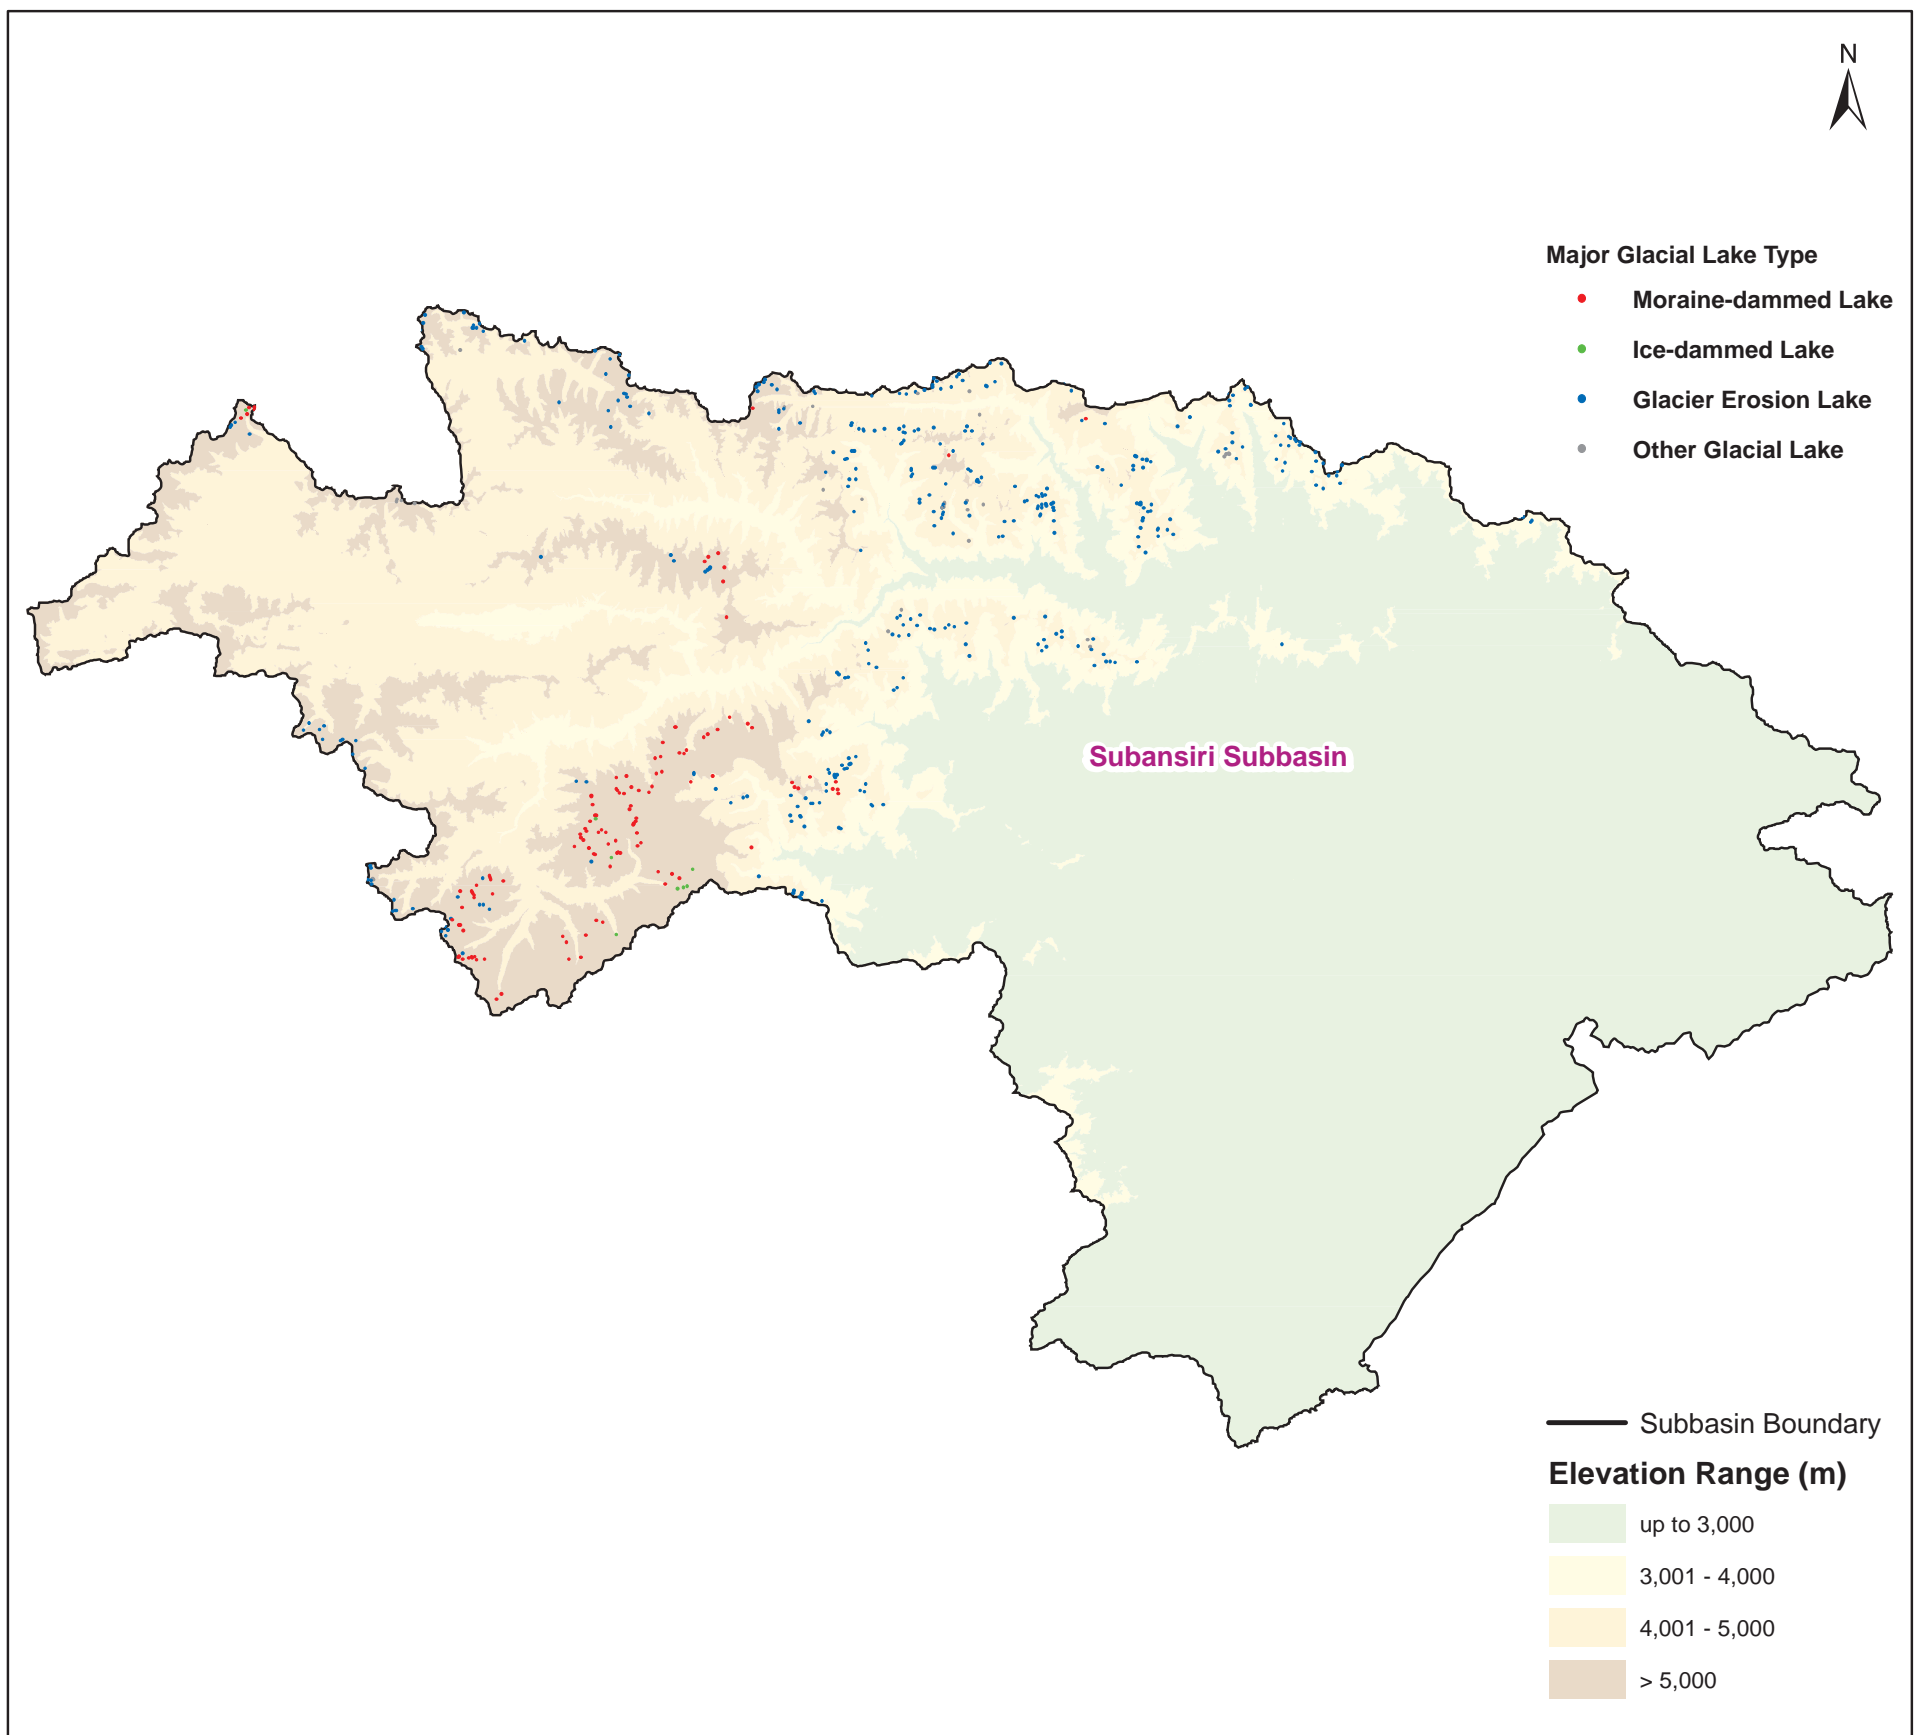 N
Major Glacial Lake Type
Moraine-dammed Lake
Ice-dammed Lake
Glacier Erosion Lake
Other Glacial Lake
Subansiri Subbasin
Subbasin Boundary
Elevation Range (m)
up to 3,000
3,001 - 4,000
4,001 - 5,000
> 5,000